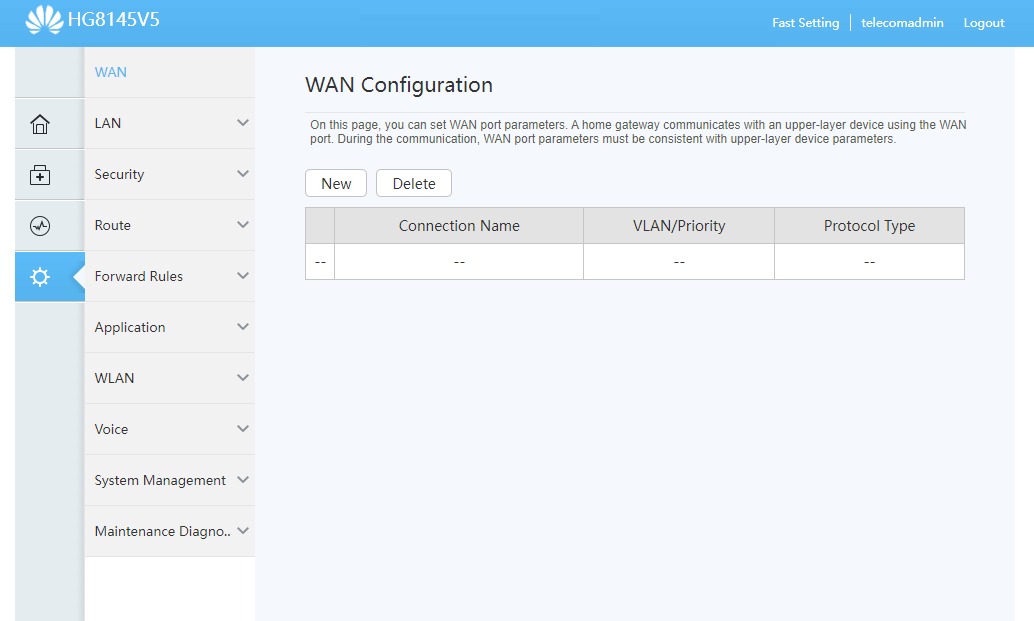 HG8145V5
Fast Setting telecomadmin Logout
WAN
LAN
Security
Route
Forward Rules
Application
WLAN
Voice
System Management
Maintenance Diagno..
WAN Configuration
On this page, you can set WAN port parameters. A home gateway communicates with an upper-layer device using the WAN
port. During the communication, WAN port parameters must be consistent with upper-layer device parameters.
New Delete
Connection Name VLAN/Priority Protocol Type
-- -- -- --